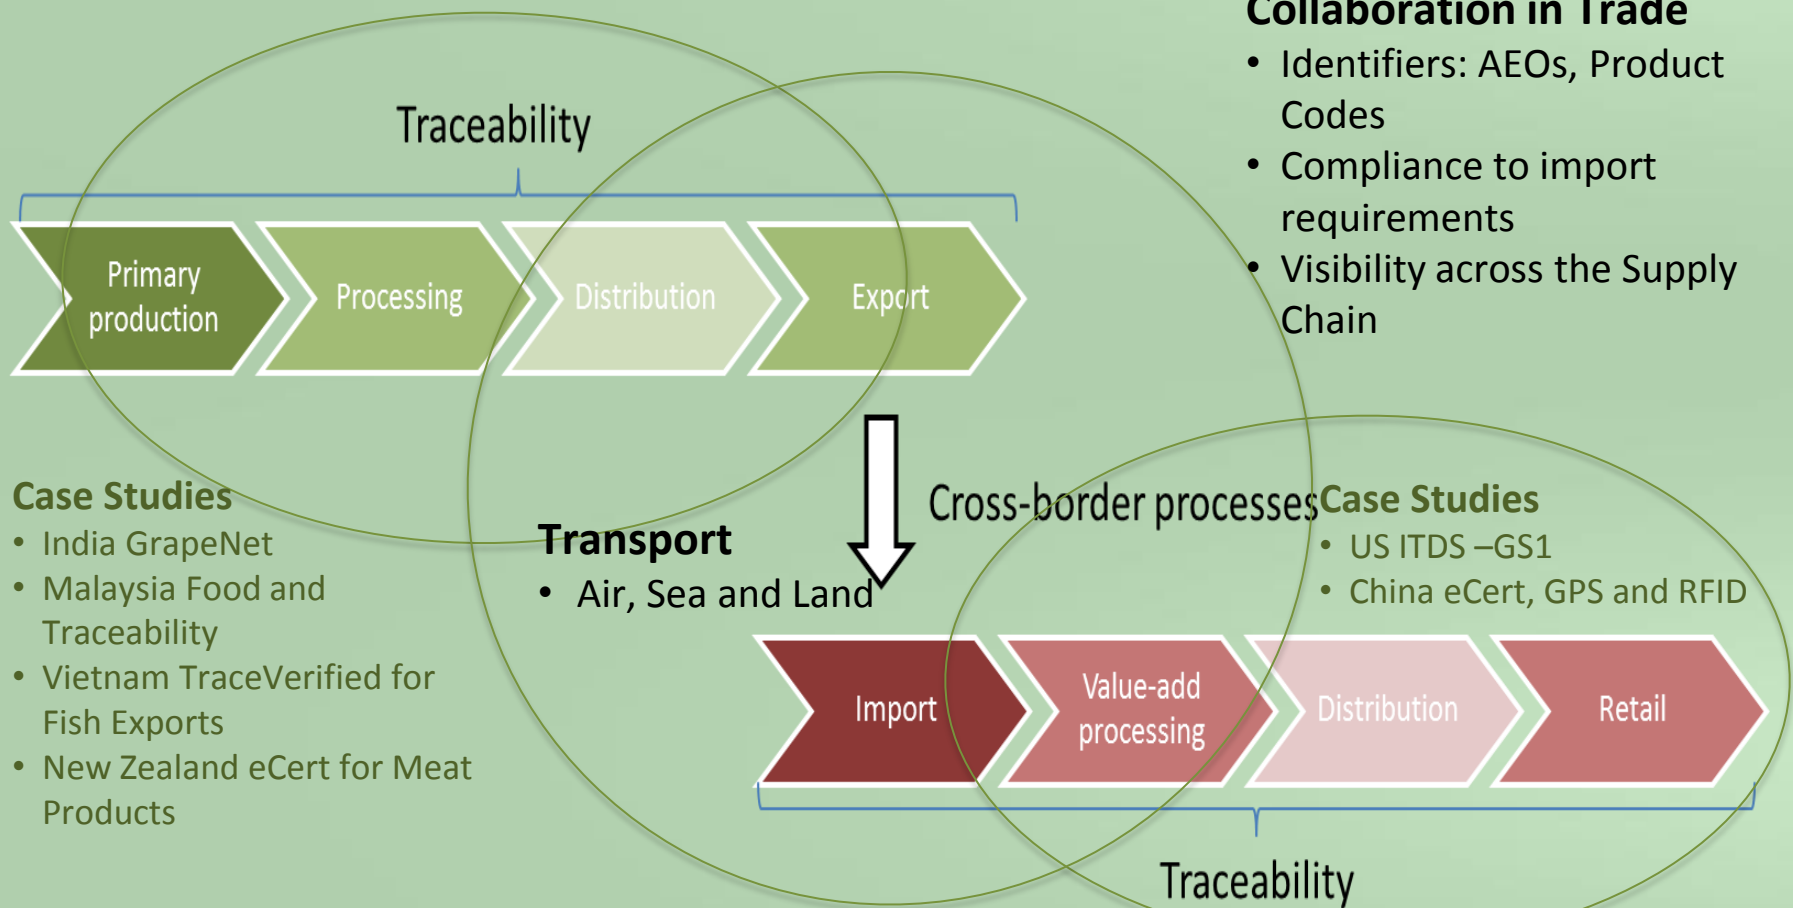 Collaboration in Trade
• Identifiers: AEOs, Product
Codes
• Compliance to import
requirements
• Visibility across the Supply
Chain
Traceability
Primary
production
Processing
Distribution
Export
Case Studies
• India GrapeNet
• Malaysia Food and
Traceability
• Vietnam TraceVerified for
Fish Exports
• New Zealand eCert for Meat
Products
Transport
• Air, Sea and Land
Cross-border processes
Case Studies
• US ITDS –GS1
• China eCert, GPS and RFID
Import
Value-add
processing
Distribution
Retail
Traceability